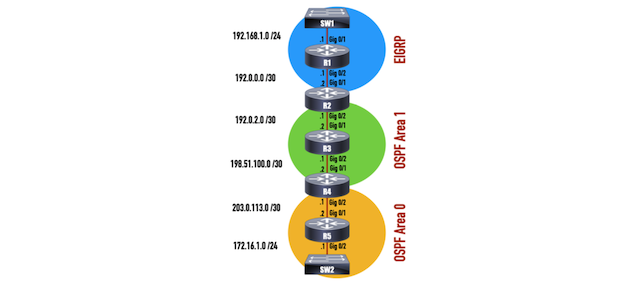 SW1
192.168.1.0 /24
.1 Gig 0/1
R1
.1 Gig 0/2
192.0.0.0 /30
.2 Gig 0/1
R2
.1 Gig 0/2
192.0.2.0 /30
.2 Gig 0/1
R3
.1 Gig 0/2
198.51.100.0 /30
.2 Gig 0/1
R4
.1 Gig 0/2
203.0.113.0 /30
.2 Gig 0/1
R5
172.16.1.0 /24
.1 Gig 0/2
SW2
EIGRP
OSPF Area 1
OSPF Area 0